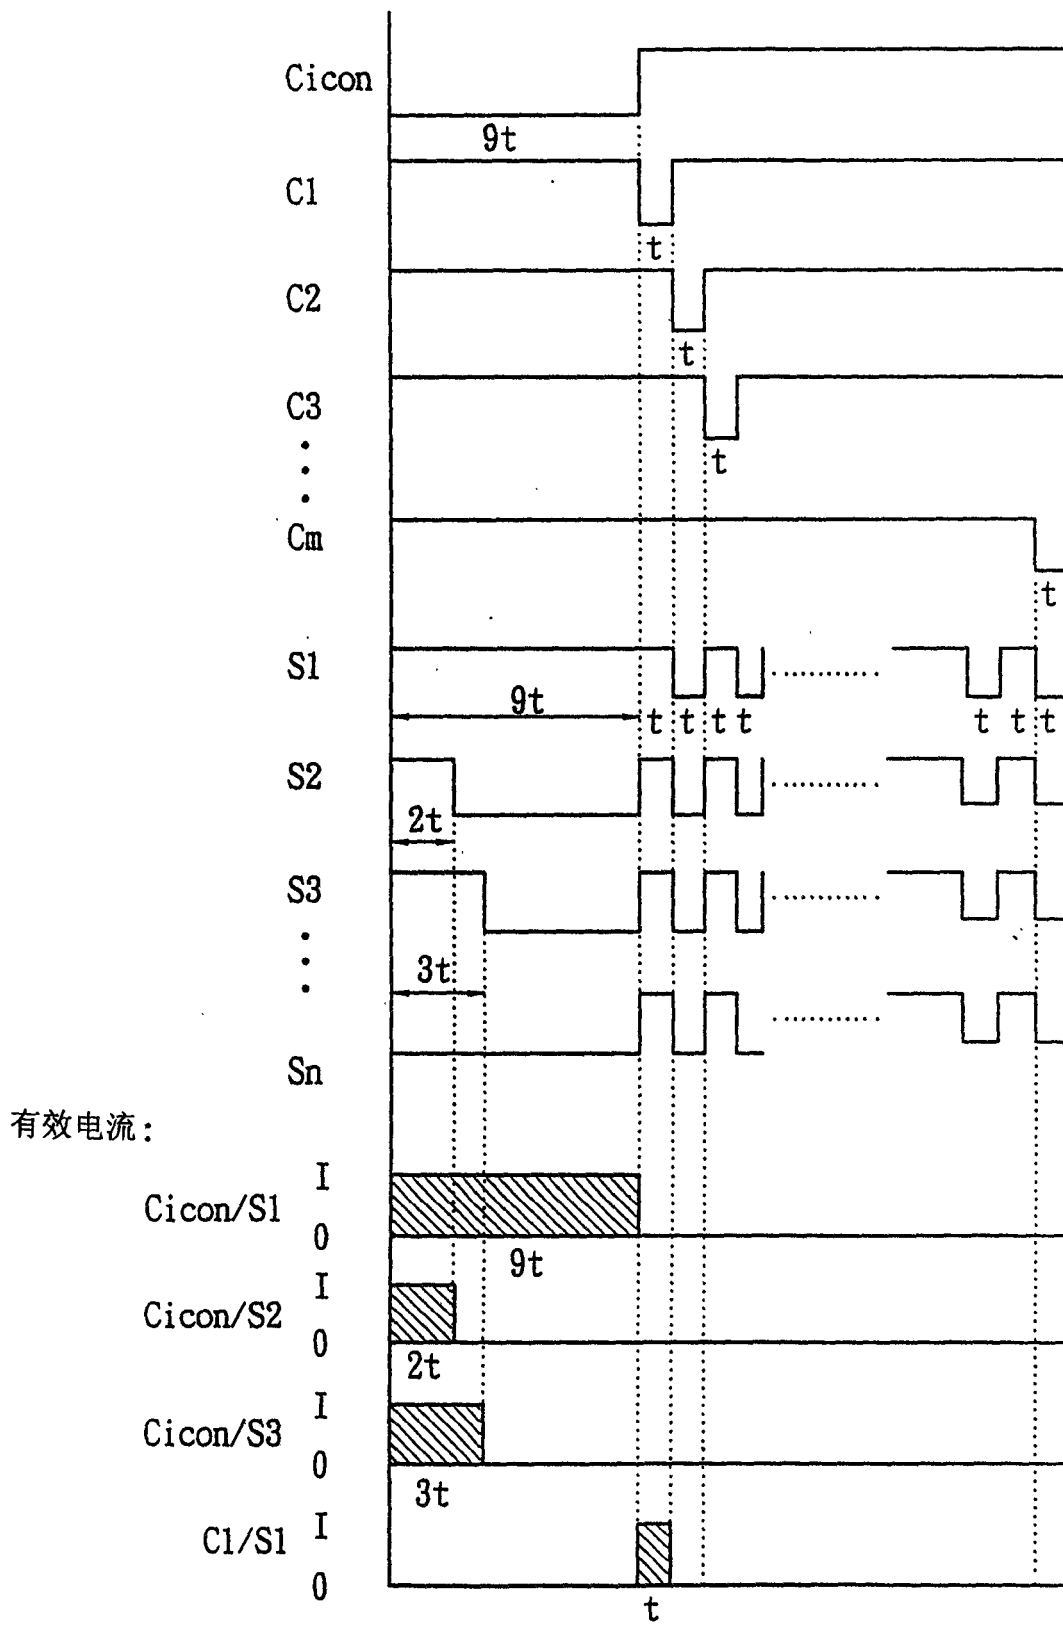 Cicon
9t
C1
t
C2
t
C3
t
Cm
t
S1
9t t t t t t t t
S2
2t
S3
3t
Sn
有效电流:
I
Cicon/S1
0
9t
I
Cicon/S2
0
2t
I
Cicon/S3
0
3t
I
C1/S1
0
t